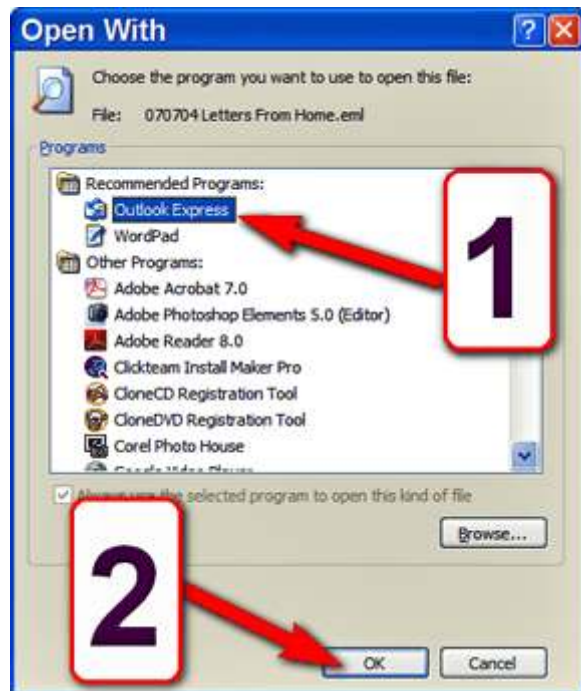 Open With
Choose the program you want to use to open this file:
File: 070704 Letters From Home.eml
Programs
Recommended Programs:
Outlook Express
WordPad
Other Programs:
Adobe Acrobat 7.0
Adobe Photoshop Elements 5.0 (Editor)
Adobe Reader 8.0
Clickteam Install Maker Pro
CloneCD Registration Tool
CloneDVD Registration Tool
Corel Photo House
1
the selected program to open this kind of file
Browse...
2
OK Cancel